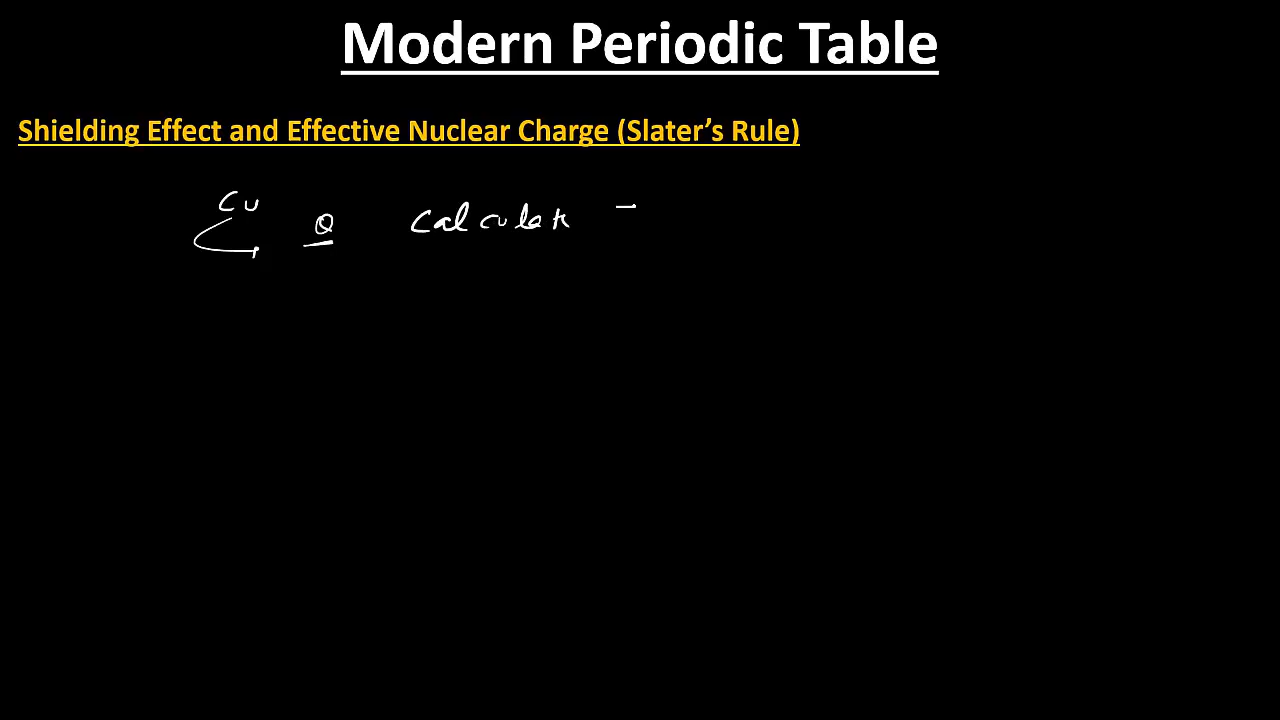 Modern Periodic Table
Shielding Effect and Effective Nuclear Charge (Slater's Rule)
Cu Q Calculate